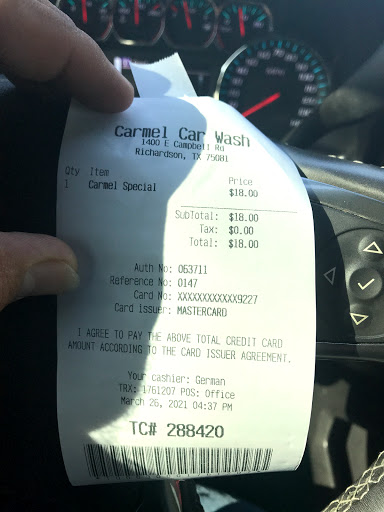 Carmel Car Wash
1400 E Campbell Rd
Richardson, TX 75081
Qty Item Price
1 Carmel Special $18.00
SubTotal: $18.00
Tax: $0.00
Total: $18.00
Auth No: 063711
Reference No: 0147
Card No: XXXXXXXXXXXX9227
Card Issuer: MASTERCARD
I AGREE TO PAY THE ABOVE TOTAL CREDIT CARD
AMOUNT ACCORDING TO THE CARD ISSUER AGREEMENT.
Your cashier: German
TRX: 1761207 POS: Office
March 26, 2021 04:37 PM
TC# 288420